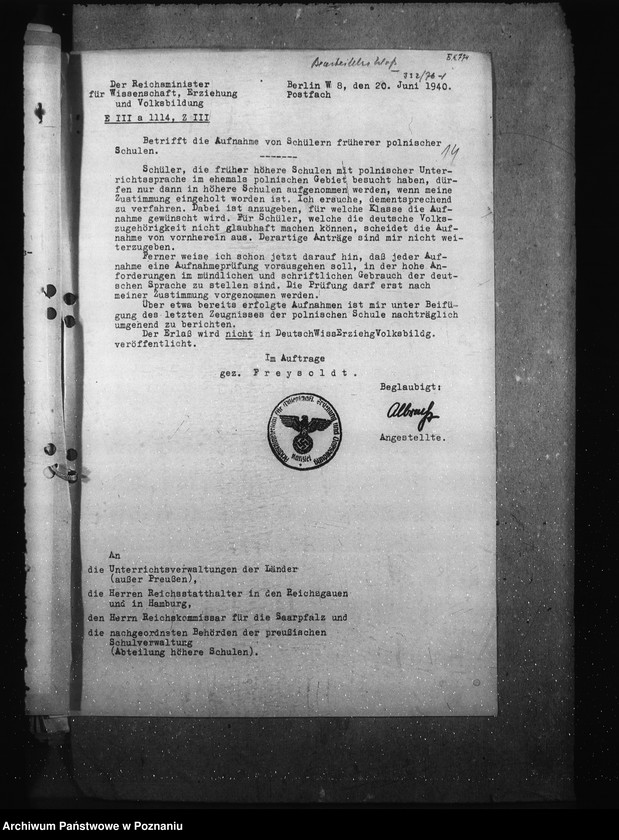 Der Reichsminister
für Wissenschaft, Erziehung
und Volksbildung
E III a 1114, Z III
Berlin W 8, den 20. Juni 1940.
Postfach
Betrifft die Aufnahme von Schülern früherer polnischer
Schulen.
14
Schüler, die früher höhere Schulen mit polnischer Unter-
richtssprache im ehemals polnischen Gebiet besucht haben, dür-
fen nur dann in höhere Schulen aufgenommen werden, wenn meine
Zustimmung eingeholt worden ist. Ich ersuche, dementsprechend
zu verfahren. Dabei ist anzugeben, für welche Klasse die Auf-
nahme gewünscht wird. Für Schüler, welche die deutsche Volks-
zugehörigkeit nicht glaubhaft machen können, scheidet die Auf-
nahme von vornherein aus. Derartige Anträge sind mir nicht wei-
terzugeben.
Ferner weise ich schon jetzt darauf hin, daß jeder Auf-
nahme eine Aufnahmeprüfung vorausgehen soll, in der hohe An-
forderungen im mündlichen und schriftlichen Gebrauch der deut-
schen Sprache zu stellen sind. Die Prüfung darf erst nach
meiner Zustimmung vorgenommen werden.
Über etwa bereits erfolgte Aufnahmen ist mir unter Beifü-
gung des letzten Zeugnisses der polnischen Schule nachträglich
umgehend zu berichten.
Der Erlaß wird nicht in DeutschWissErziehgVolksbildg.
veröffentlicht.
Im Auftrage
gez. Freysoldt.
Beglaubigt:
Angestellte.
An
die Unterrichtsverwaltungen der Länder
(außer Preußen),
die Herren Reichsstatthalter in den Reichsgauen
und in Hamburg,
den Herrn Reichskommissar für die Saarpfalz und
die nachgeordneten Behörden der preußischen
Schulverwaltung
(Abteilung höhere Schulen).
Archiwum Państwowe w Poznaniu